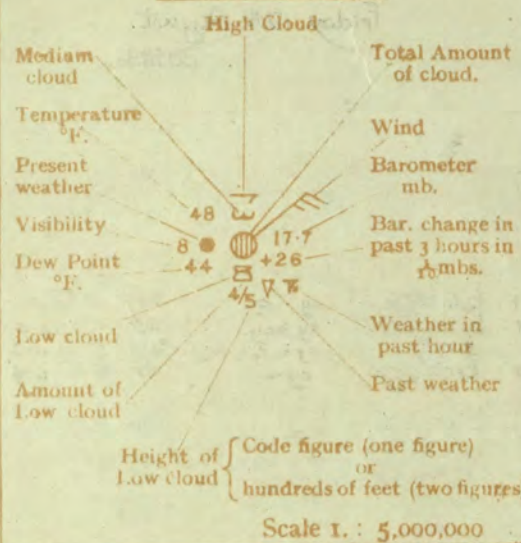 High Cloud
Medium
cloud
Total Amount
of cloud.
Temperature
°F.
Wind
Present
weather
Barometer
mb.
48
Visibility
8
17.7
Bar. change in
past 3 hours in
1/10 mbs.
+26
Dew Point
°F.
44
4/5
Low cloud
Weather in
past hour
Amount of
Low cloud
Past weather
Height of
Low cloud
Code figure (one figure)
or
hundreds of feet (two figures
Scale 1. : 5,000,000